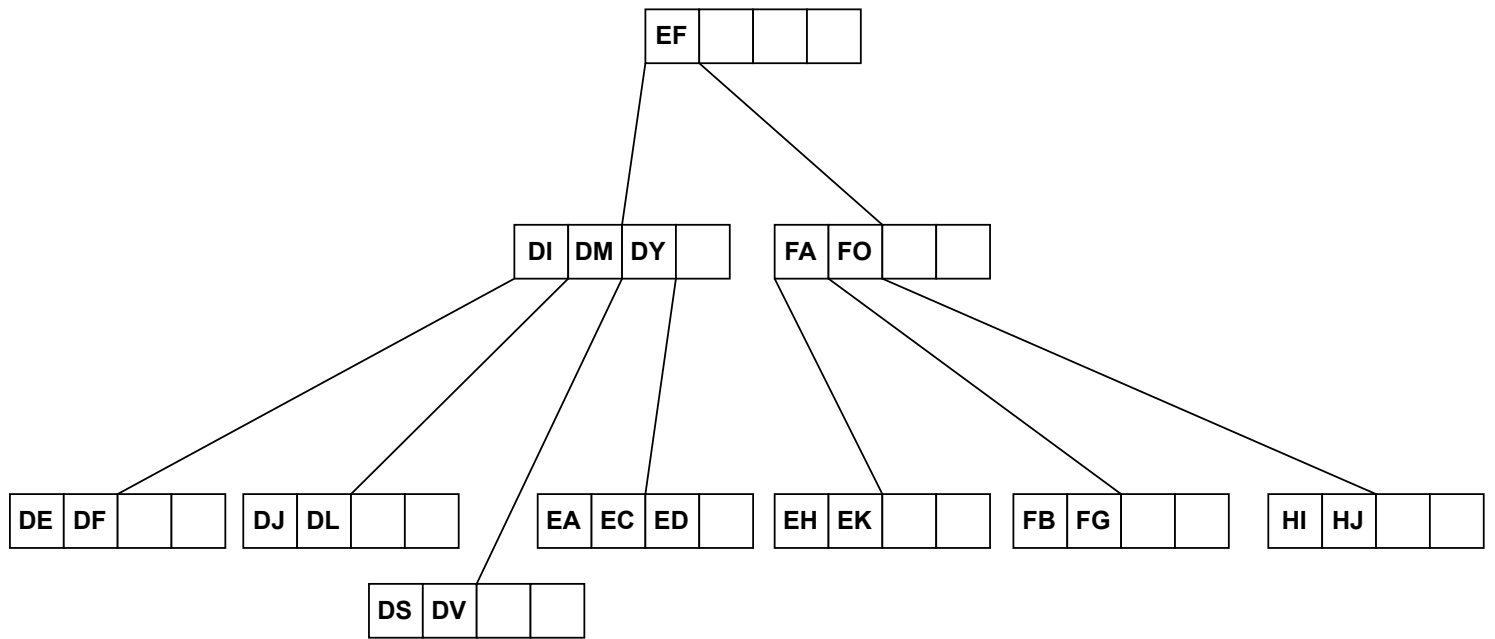 EF
DI DM DY
FA FO
DE DF
DJ DL
EA EC ED
EH EK
FB FG
HI HJ
DS DV